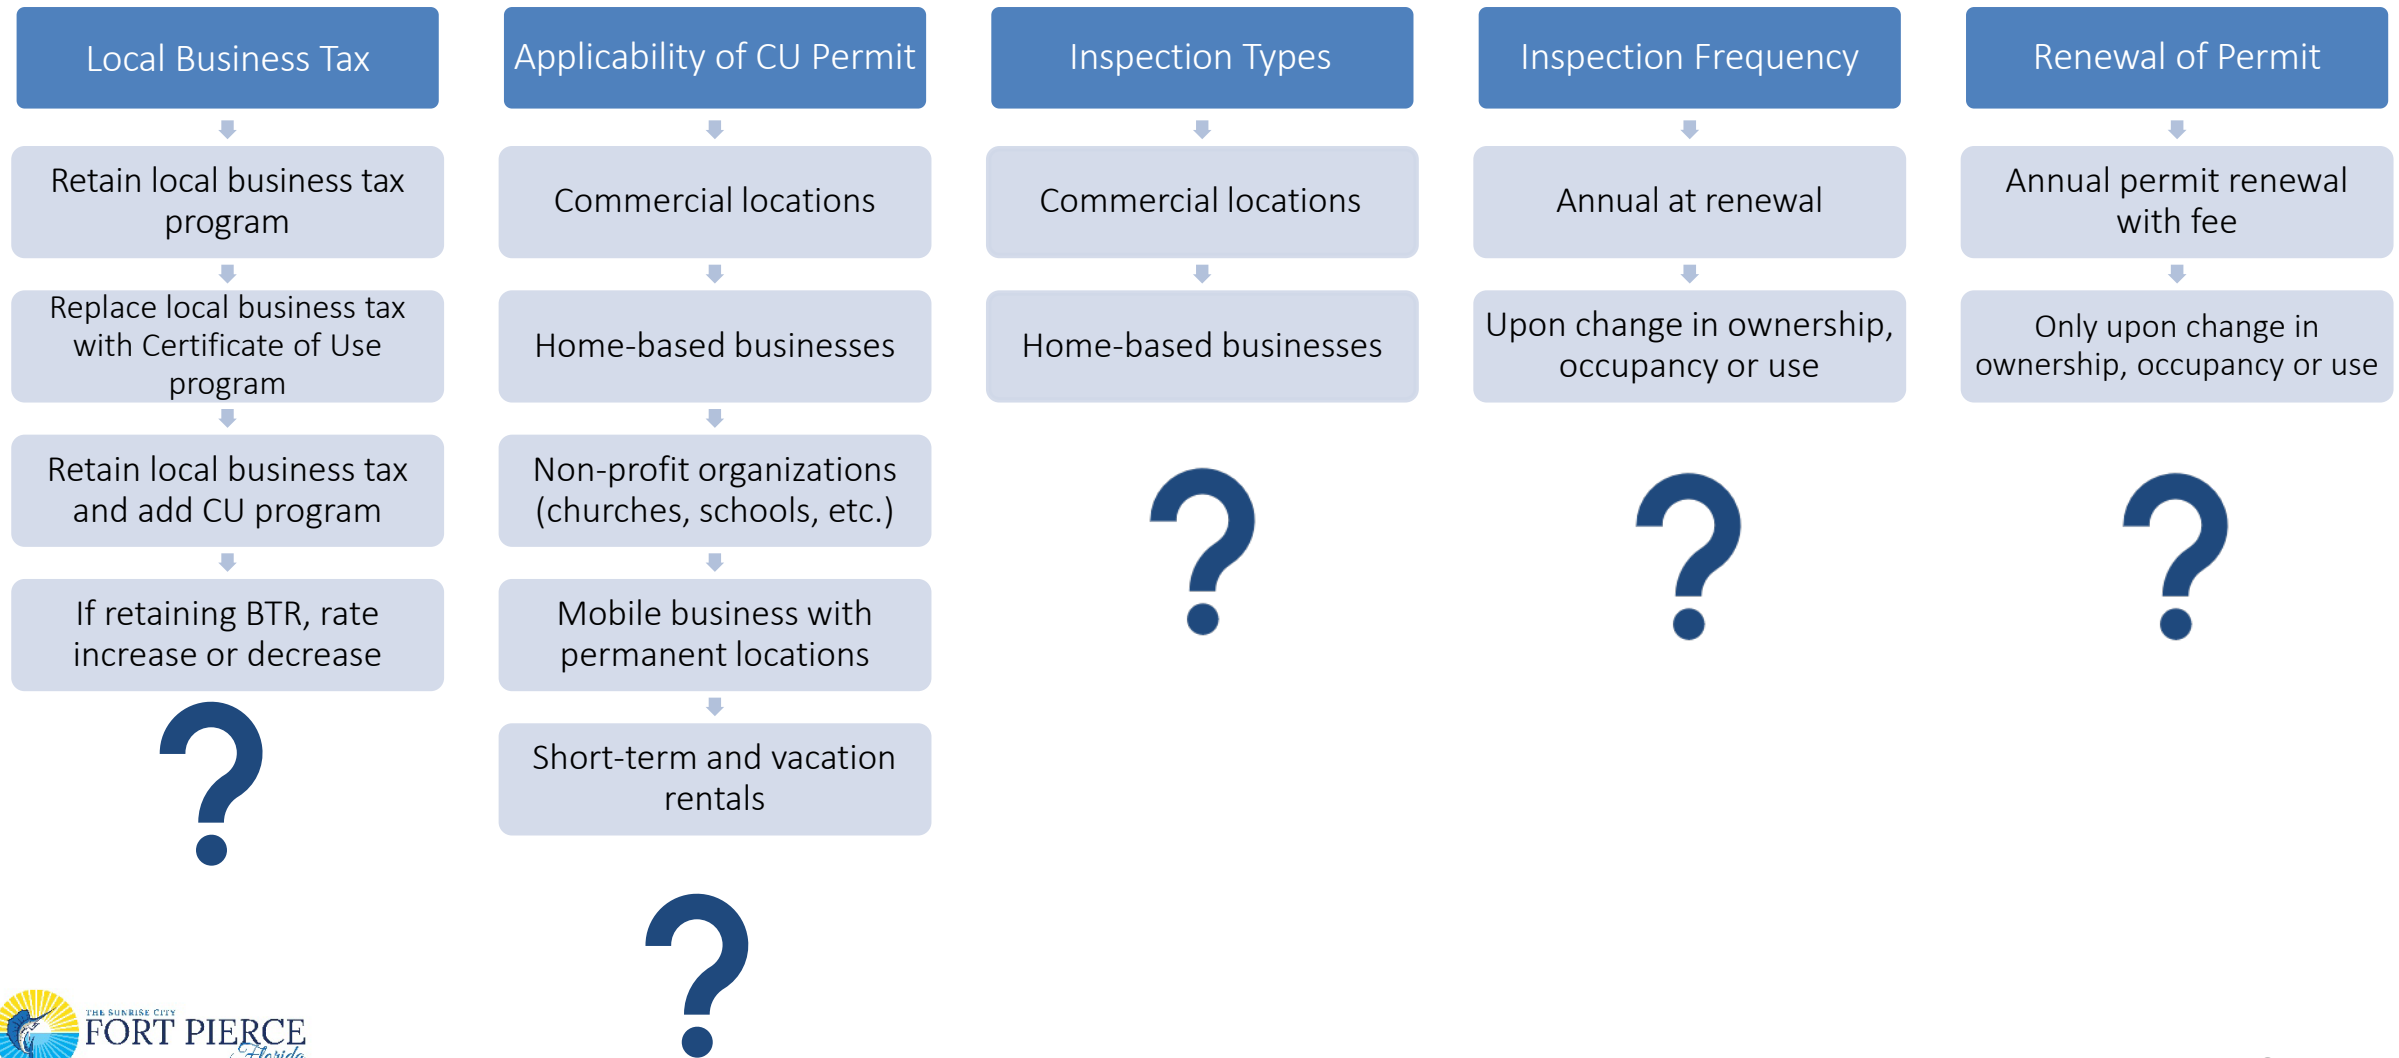 Local Business Tax
Retain local business tax
program
Replace local business tax
with Certificate of Use
program
Retain local business tax
and add CU program
If retaining BTR, rate
increase or decrease
?
Applicability of CU Permit
Commercial locations
Home-based businesses
Non-profit organizations
(churches, schools, etc.)
Mobile business with
permanent locations
Short-term and vacation
rentals
?
Inspection Types
Commercial locations
Home-based businesses
?
Inspection Frequency
Annual at renewal
Upon change in ownership,
occupancy or use
?
Renewal of Permit
Annual permit renewal
with fee
Only upon change in
ownership, occupancy or use
?
THE SUNRISE CITY
FORT PIERCE
Florida